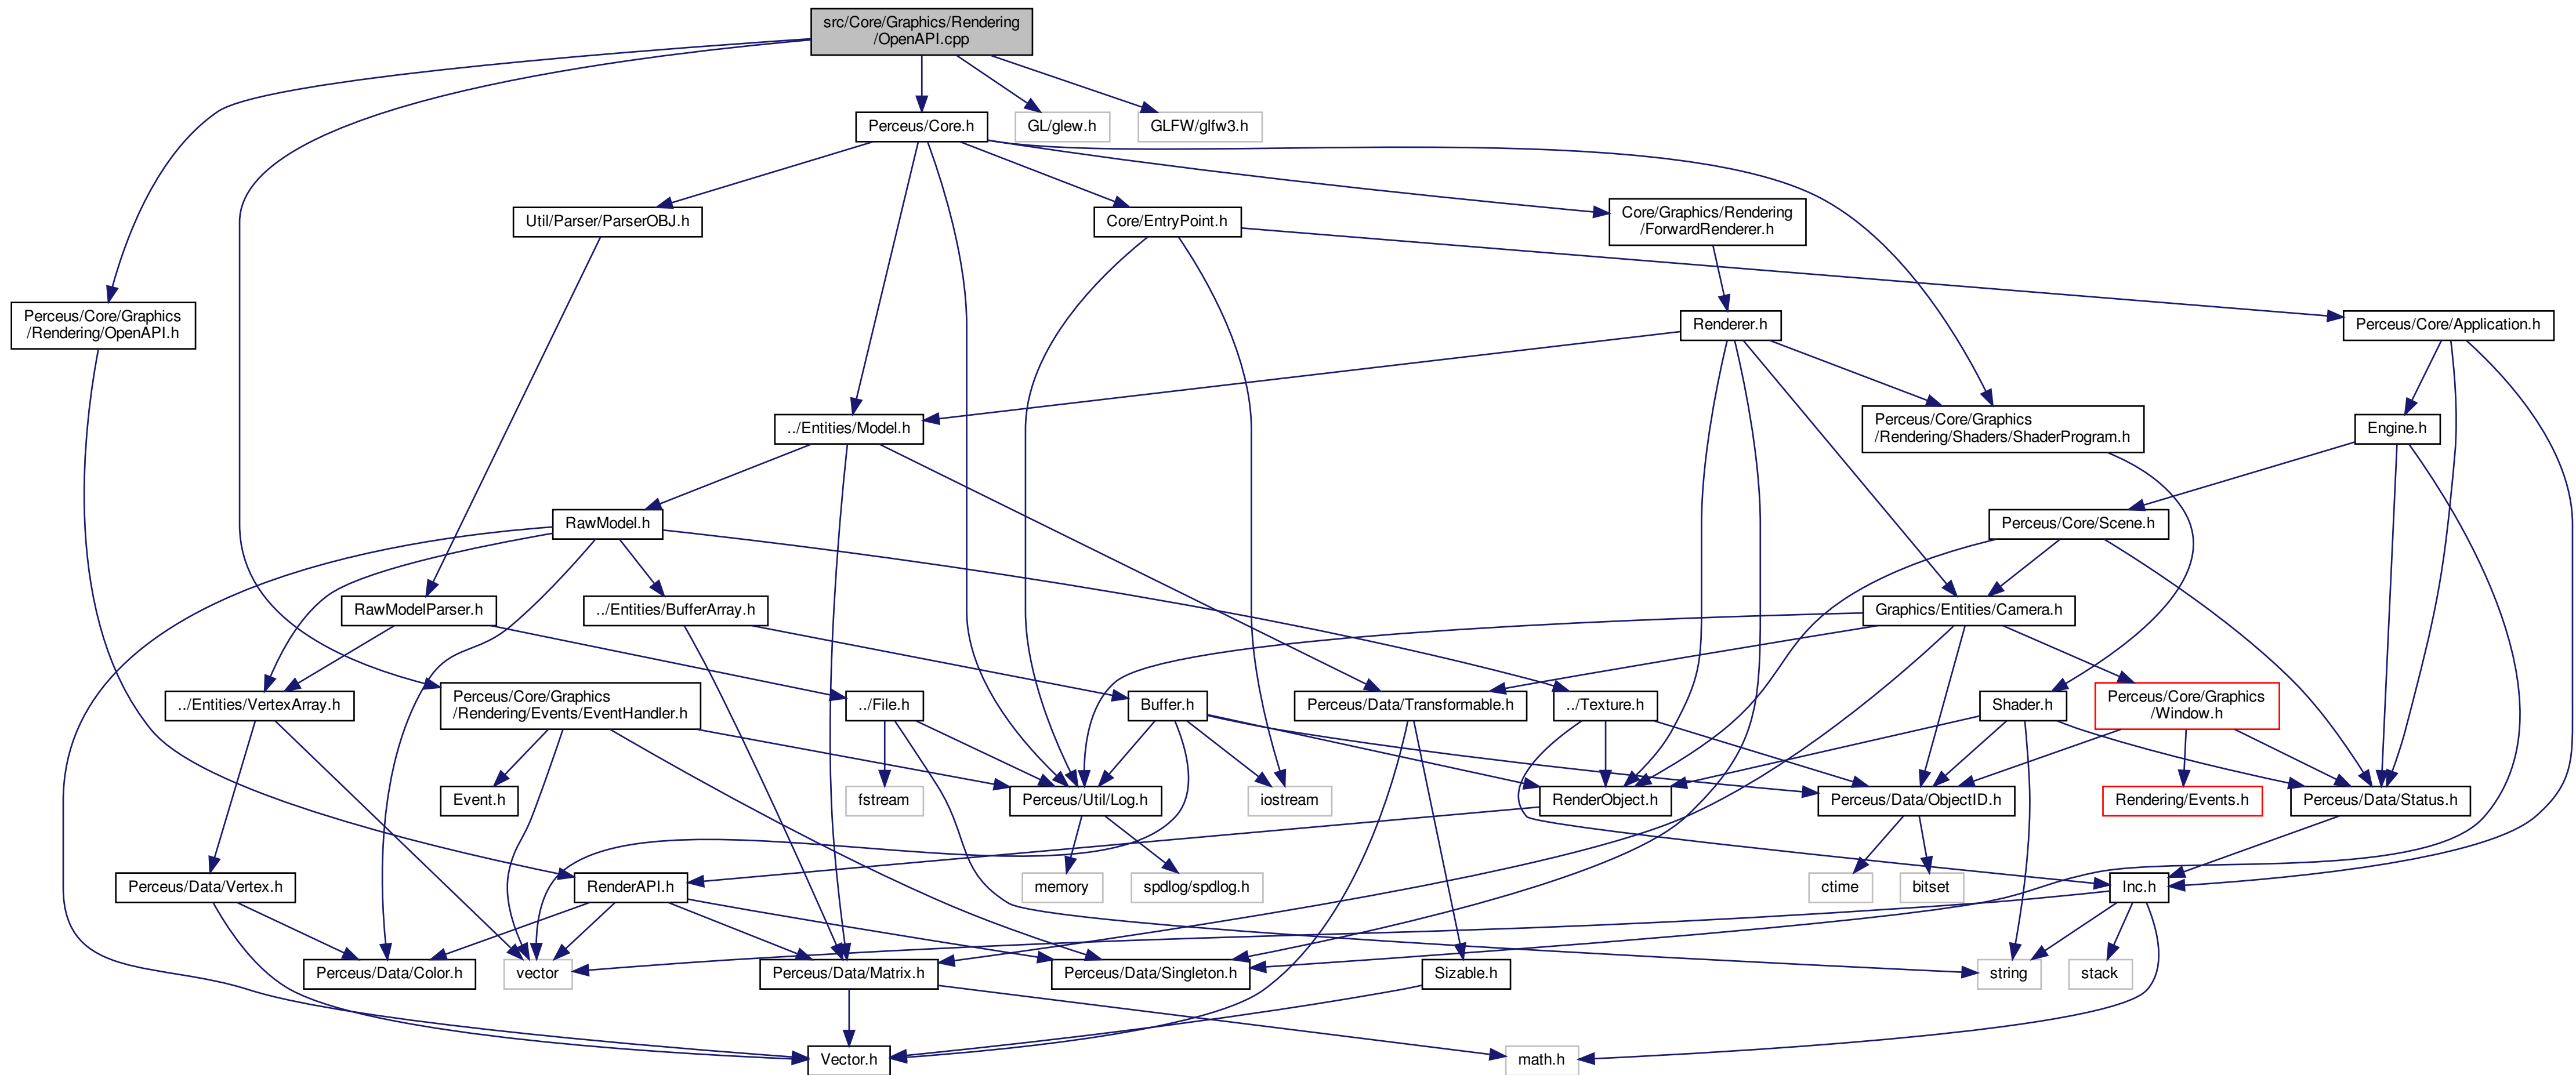 src/Core/Graphics/Rendering
/OpenAPI.cpp
Perceus/Core.h
GL/glew.h
GLFW/glfw3.h
Util/Parser/ParserOBJ.h
Core/EntryPoint.h
Core/Graphics/Rendering
/ForwardRenderer.h
Perceus/Core/Graphics
/Rendering/OpenAPI.h
Renderer.h
Perceus/Core/Application.h
../Entities/Model.h
Perceus/Core/Graphics
/Rendering/Shaders/ShaderProgram.h
Engine.h
RawModel.h
Perceus/Core/Scene.h
RawModelParser.h
../Entities/BufferArray.h
Graphics/Entities/Camera.h
../Entities/VertexArray.h
Perceus/Core/Graphics
/Rendering/Events/EventHandler.h
../File.h
Buffer.h
Perceus/Data/Transformable.h
../Texture.h
Shader.h
Perceus/Core/Graphics
/Window.h
Event.h
fstream
Perceus/Util/Log.h
iostream
RenderObject.h
Perceus/Data/ObjectID.h
Rendering/Events.h
Perceus/Data/Status.h
Perceus/Data/Vertex.h
RenderAPI.h
memory
spdlog/spdlog.h
ctime
bitset
Inc.h
Perceus/Data/Color.h
vector
Perceus/Data/Matrix.h
Perceus/Data/Singleton.h
Sizable.h
string
stack
Vector.h
math.h